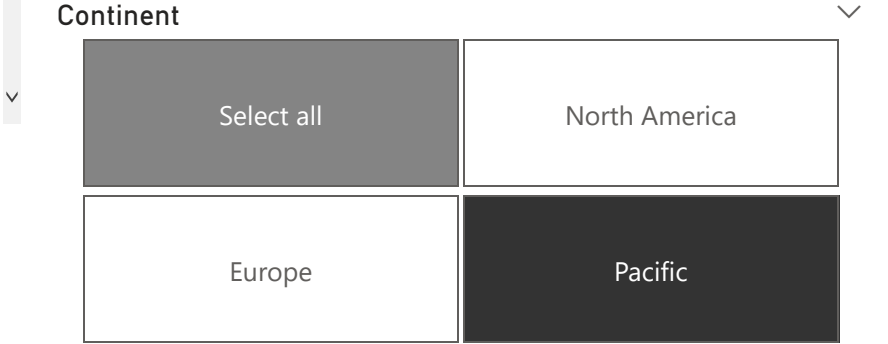 Continent
Select all
North America
Europe
Pacific